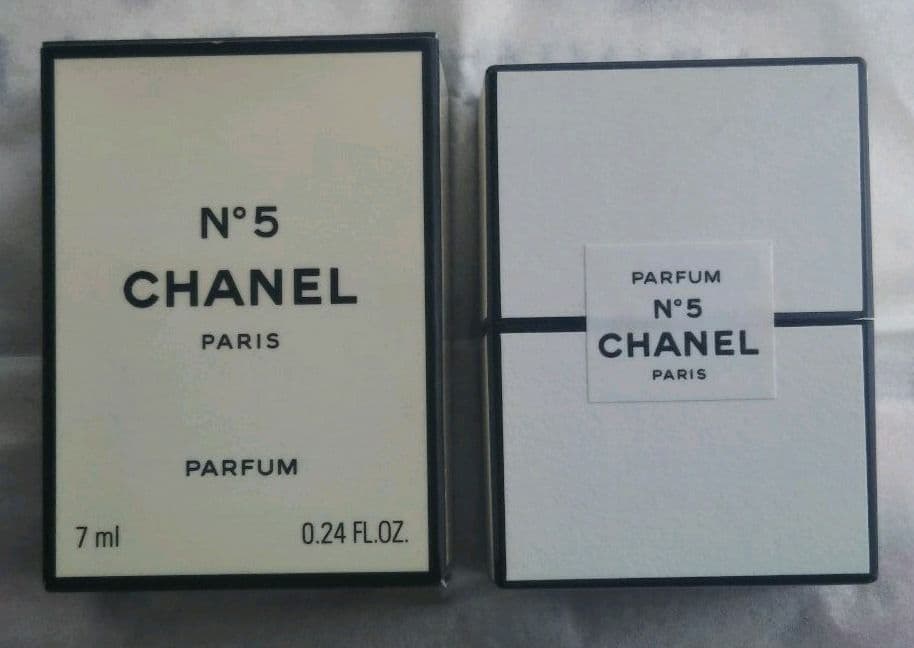 N°5
CHANEL
PARIS
PARFUM
7 ml 0.24 FL.OZ.
PARFUM
N°5
CHANEL
PARIS